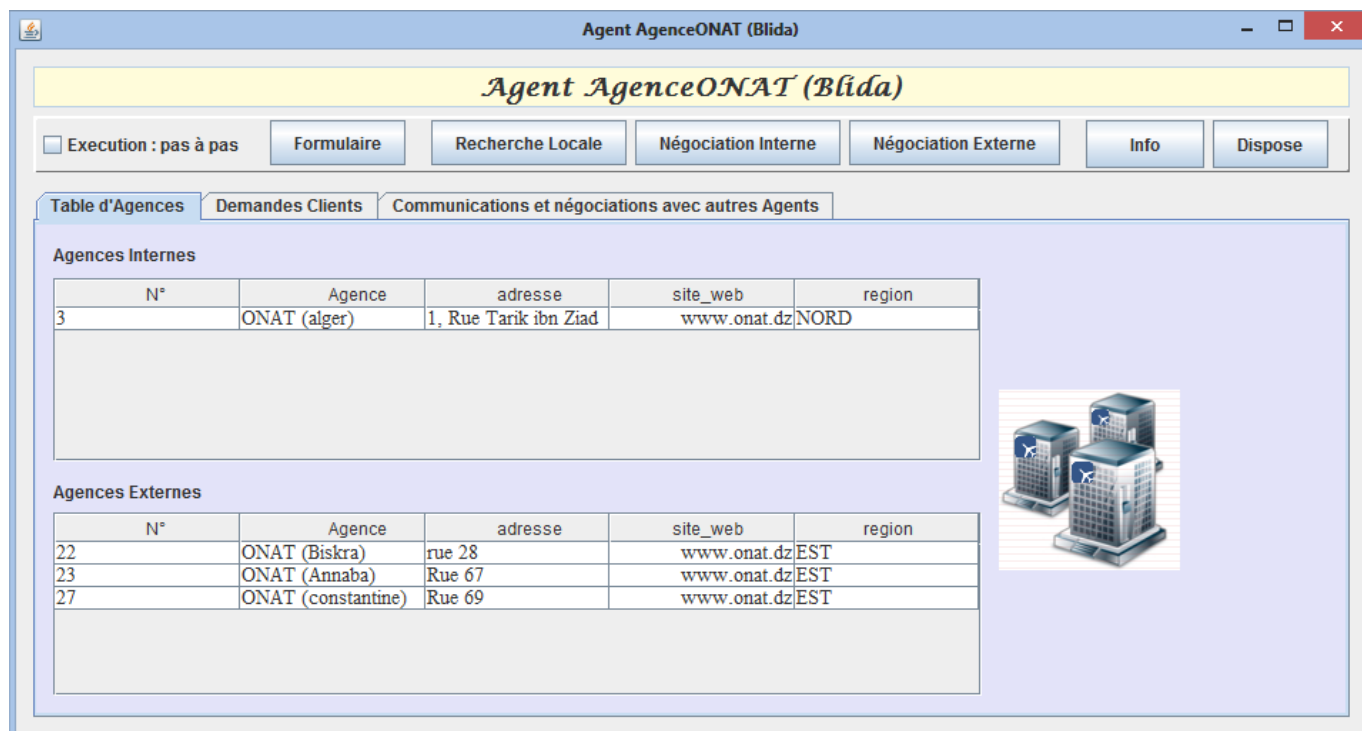 Agent AgenceONAT (Blida)
Agent AgenceONAT (Blida)
Execution : pas à pas Formulaire Recherche Locale Négociation Interne Négociation Externe Info Dispose
Table d'Agences Demandes Clients Communications et négociations avec autres Agents
Agences Internes
N° Agence adresse site_web region
3 ONAT (alger) 1, Rue Tarik ibn Ziad www.onat.dz NORD
Agences Externes
N° Agence adresse site_web region
22 ONAT (Biskra) rue 28 www.onat.dz EST
23 ONAT (Annaba) Rue 67 www.onat.dz EST
27 ONAT (constantine) Rue 69 www.onat.dz EST